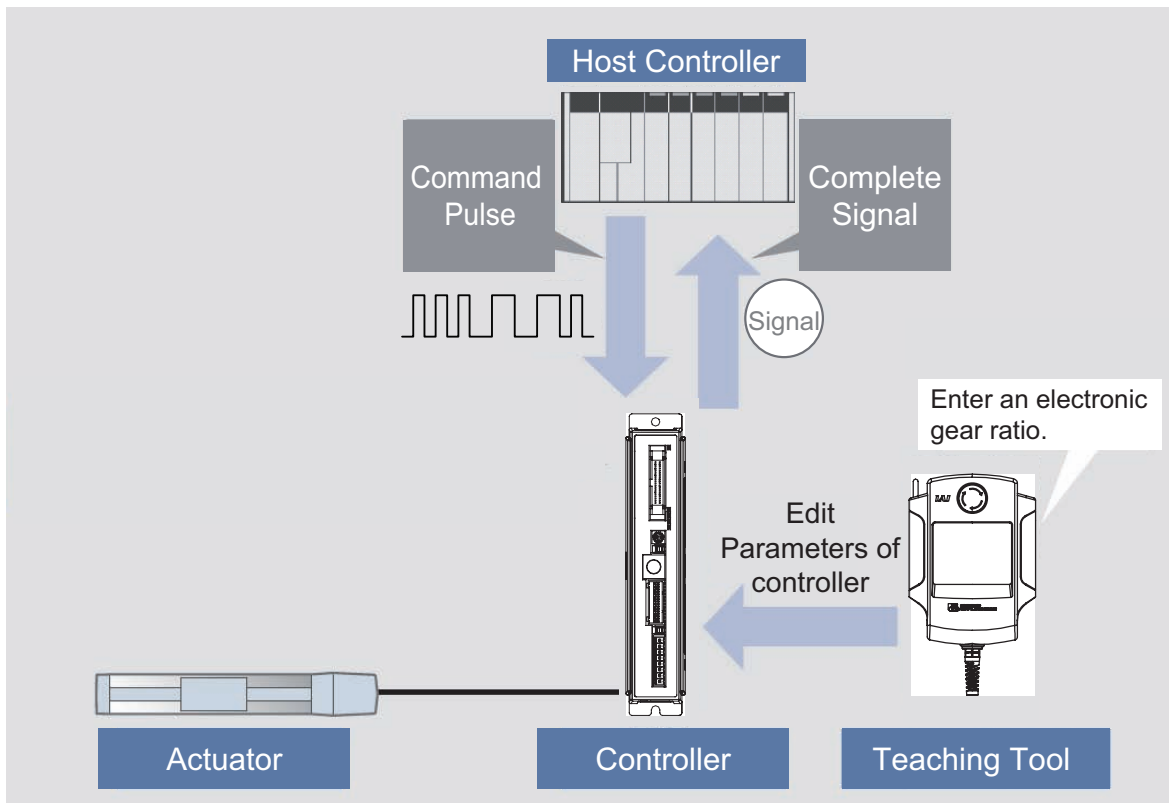 Host Controller
Command
Pulse
Complete
Signal
Signal
Enter an electronic
gear ratio.
IAI
Edit
Parameters of
controller
Actuator
Controller
Teaching Tool